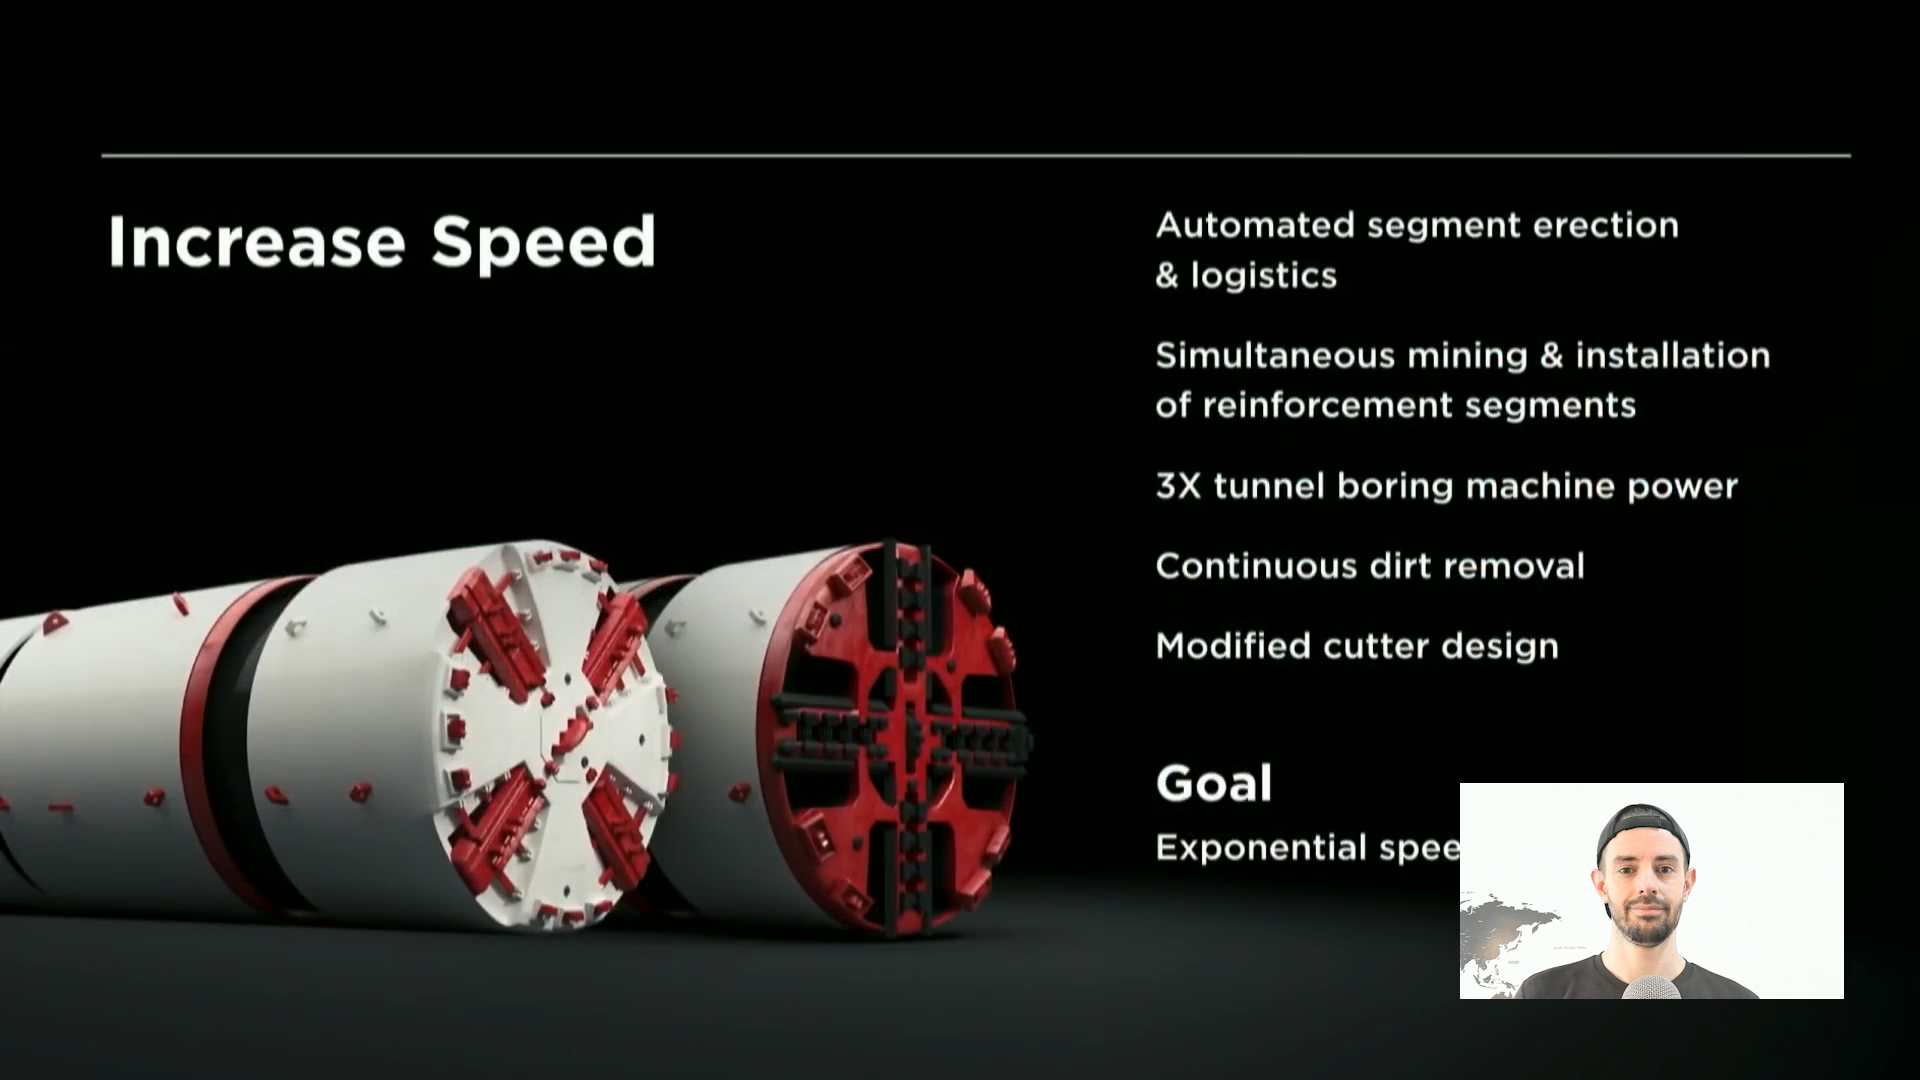 Increase Speed
Automated segment erection
& logistics
Simultaneous mining & installation
of reinforcement segments
3X tunnel boring machine power
Continuous dirt removal
Modified cutter design
Goal
Exponential